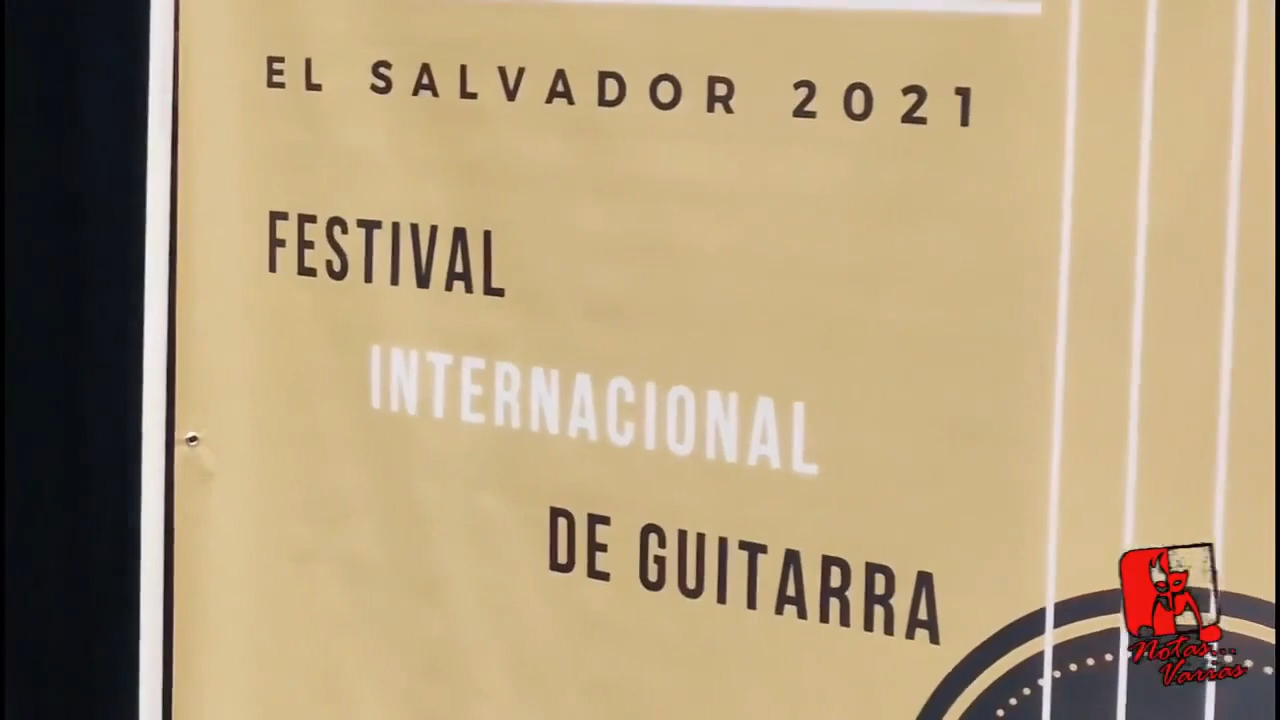 EL SALVADOR 2021
FESTIVAL
INTERNACIONAL
DE GUITARRA
Notas...
Varias